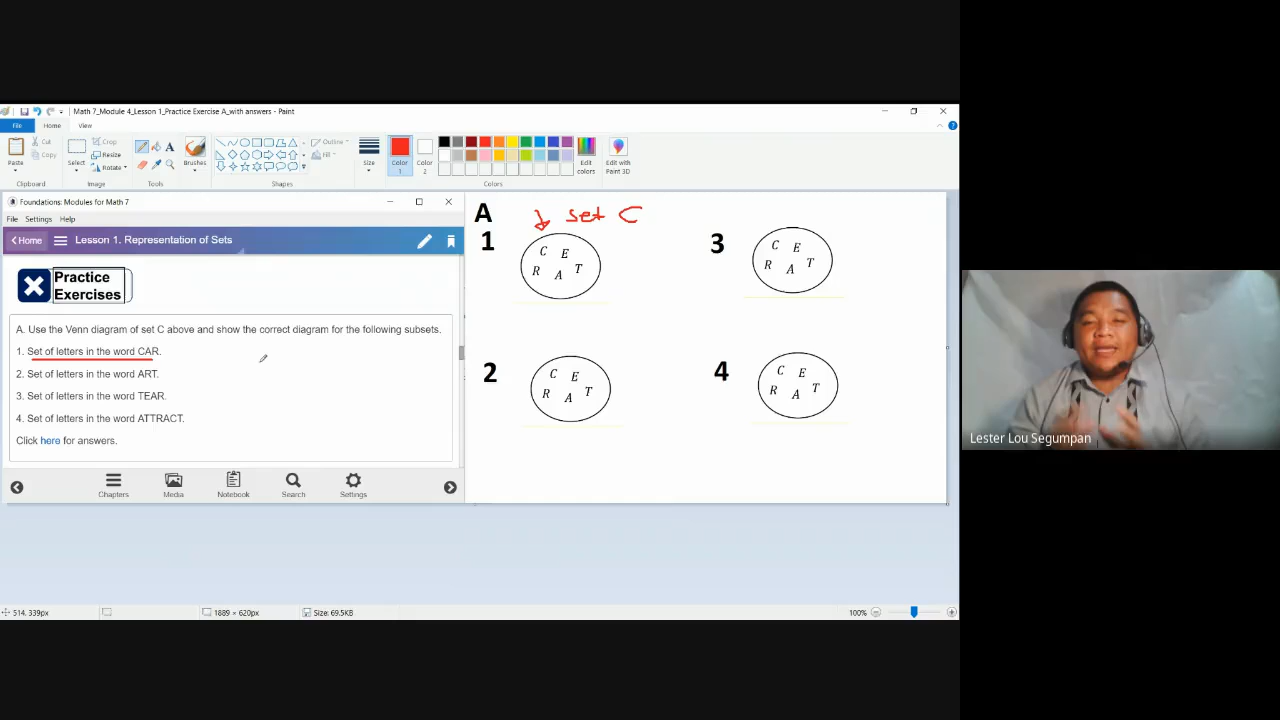 Math 7_Module 4_Lesson 1_Practice Exercise A_with answers - Paint
File Home View
Paste Cut Copy Select Crop Resize Rotate Brushes Outline Fill Size Color 1 Color 2 Edit colors Edit with Paint 3D
Clipboard Image Tools Shapes Colors
Foundations: Modules for Math 7
File Settings Help
Home Lesson 1. Representation of Sets
Practice
Exercises
A. Use the Venn diagram of set C above and show the correct diagram for the following subsets.
1. Set of letters in the word CAR.
2. Set of letters in the word ART.
3. Set of letters in the word TEAR.
4. Set of letters in the word ATTRACT.
Click here for answers.
Chapters Media Notebook Search Settings
A set C
1
C E
R A T
3
C E
R A T
2
C E
R A T
4
C E
R A T
514, 339px 1889 × 620px Size: 69.5KB 100%
Lester Lou Segumpan